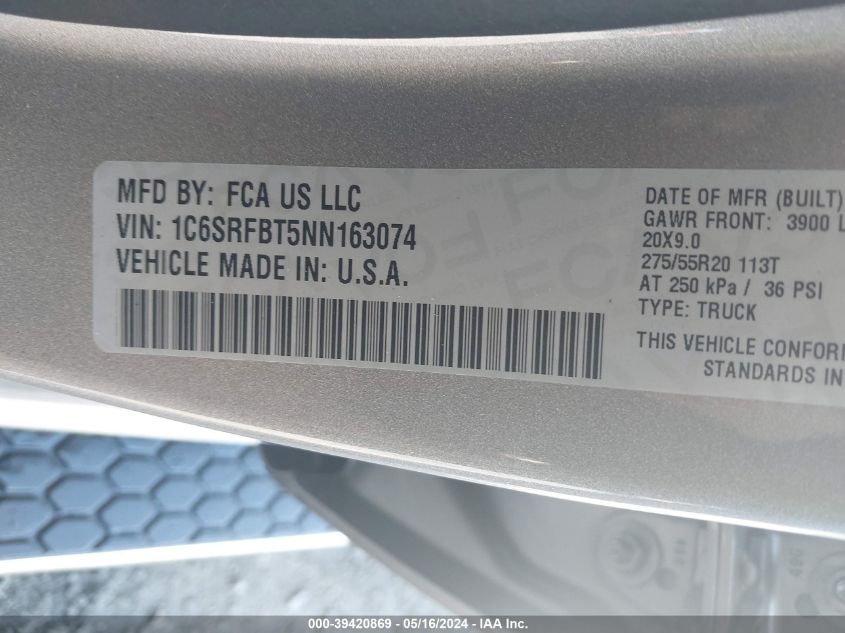 MFD BY: FCA US LLC
VIN: 1C6SRFBT5NN163074
VEHICLE MADE IN: U.S.A.
DATE OF MFR (BUILT)
GAWR FRONT: 3900 L
20X9.0
275/55R20 113T
AT 250 kPa / 36 PSI
TYPE: TRUCK
THIS VEHICLE CONFOR
STANDARDS IN
000-39420869 - 05/16/2024 - IAA Inc.